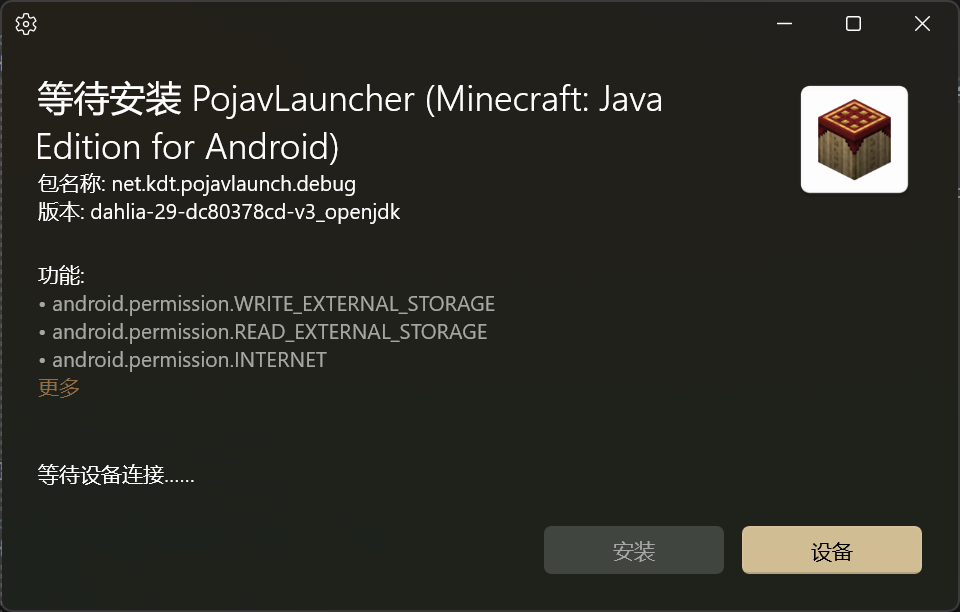 等待安装 PojavLauncher (Minecraft: Java
Edition for Android)
包名称: net.kdt.pojavlaunch.debug
版本: dahlia-29-dc80378cd-v3_openjdk
功能:
• android.permission.WRITE_EXTERNAL_STORAGE
• android.permission.READ_EXTERNAL_STORAGE
• android.permission.INTERNET
更多
等待设备连接......
安装
设备